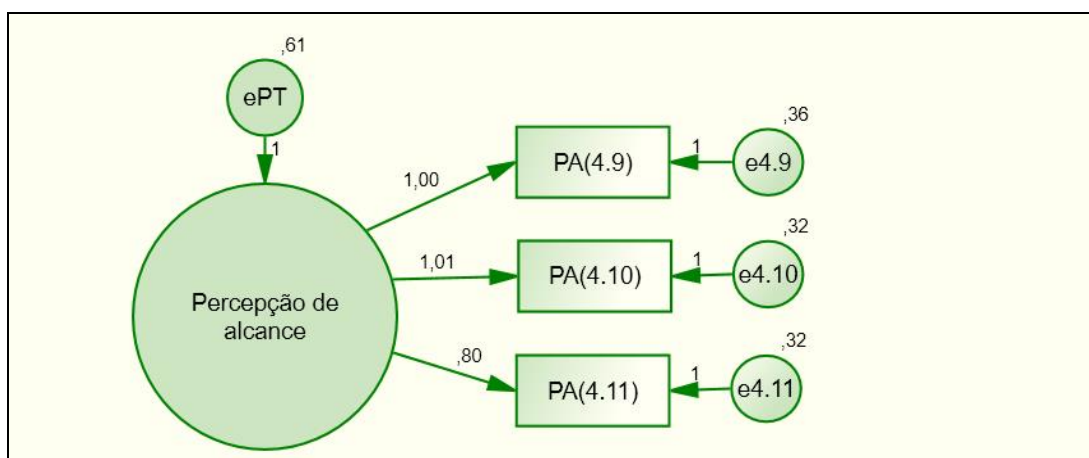 ,61
ePT
1
,36
1,00
PA(4.9)
1
e4.9
,32
1,01
PA(4.10)
1
e4.10
Percepção de
alcance
,32
,80
PA(4.11)
1
e4.11